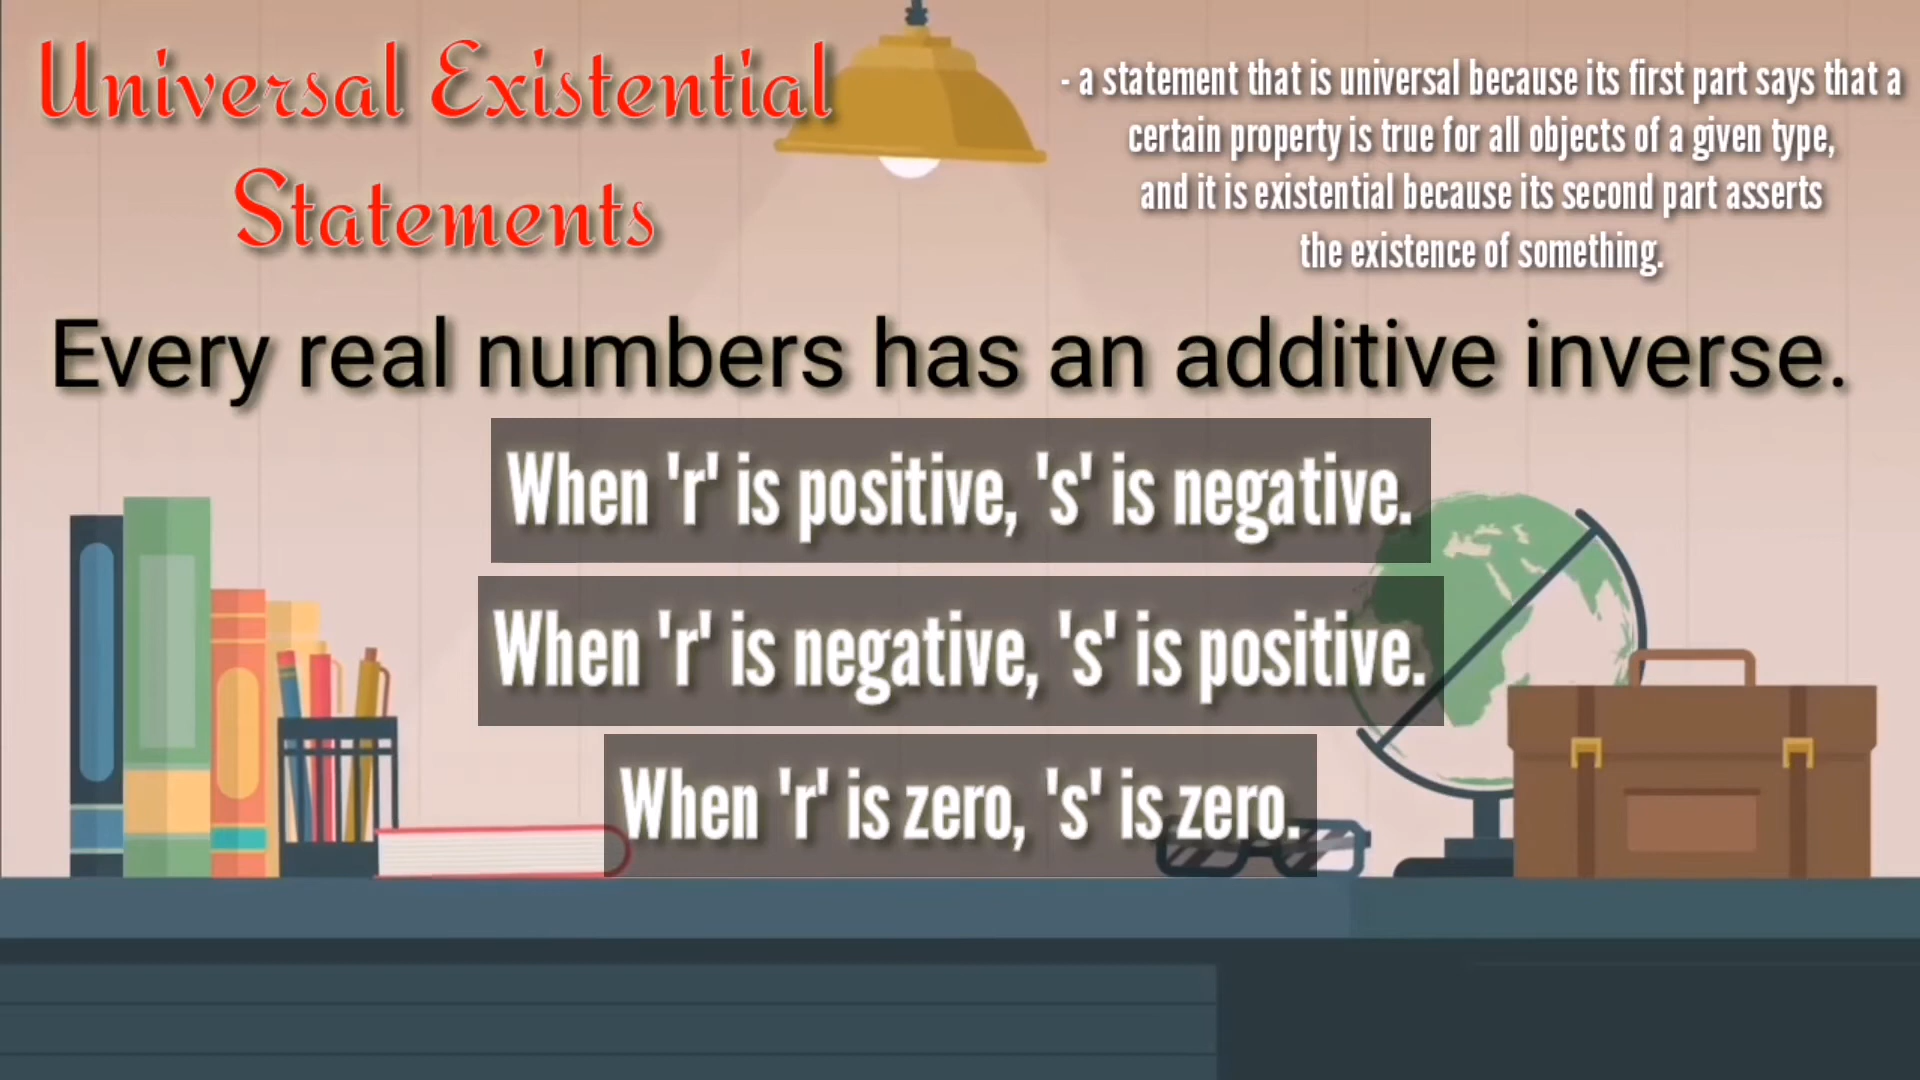 Universal Existential
Statements
- a statement that is universal because its first part says that a
certain property is true for all objects of a given type,
and it is existential because its second part asserts
the existence of something.
Every real numbers has an additive inverse.
When 'r' is positive, 's' is negative.
When 'r' is negative, 's' is positive.
When 'r' is zero, 's' is zero.